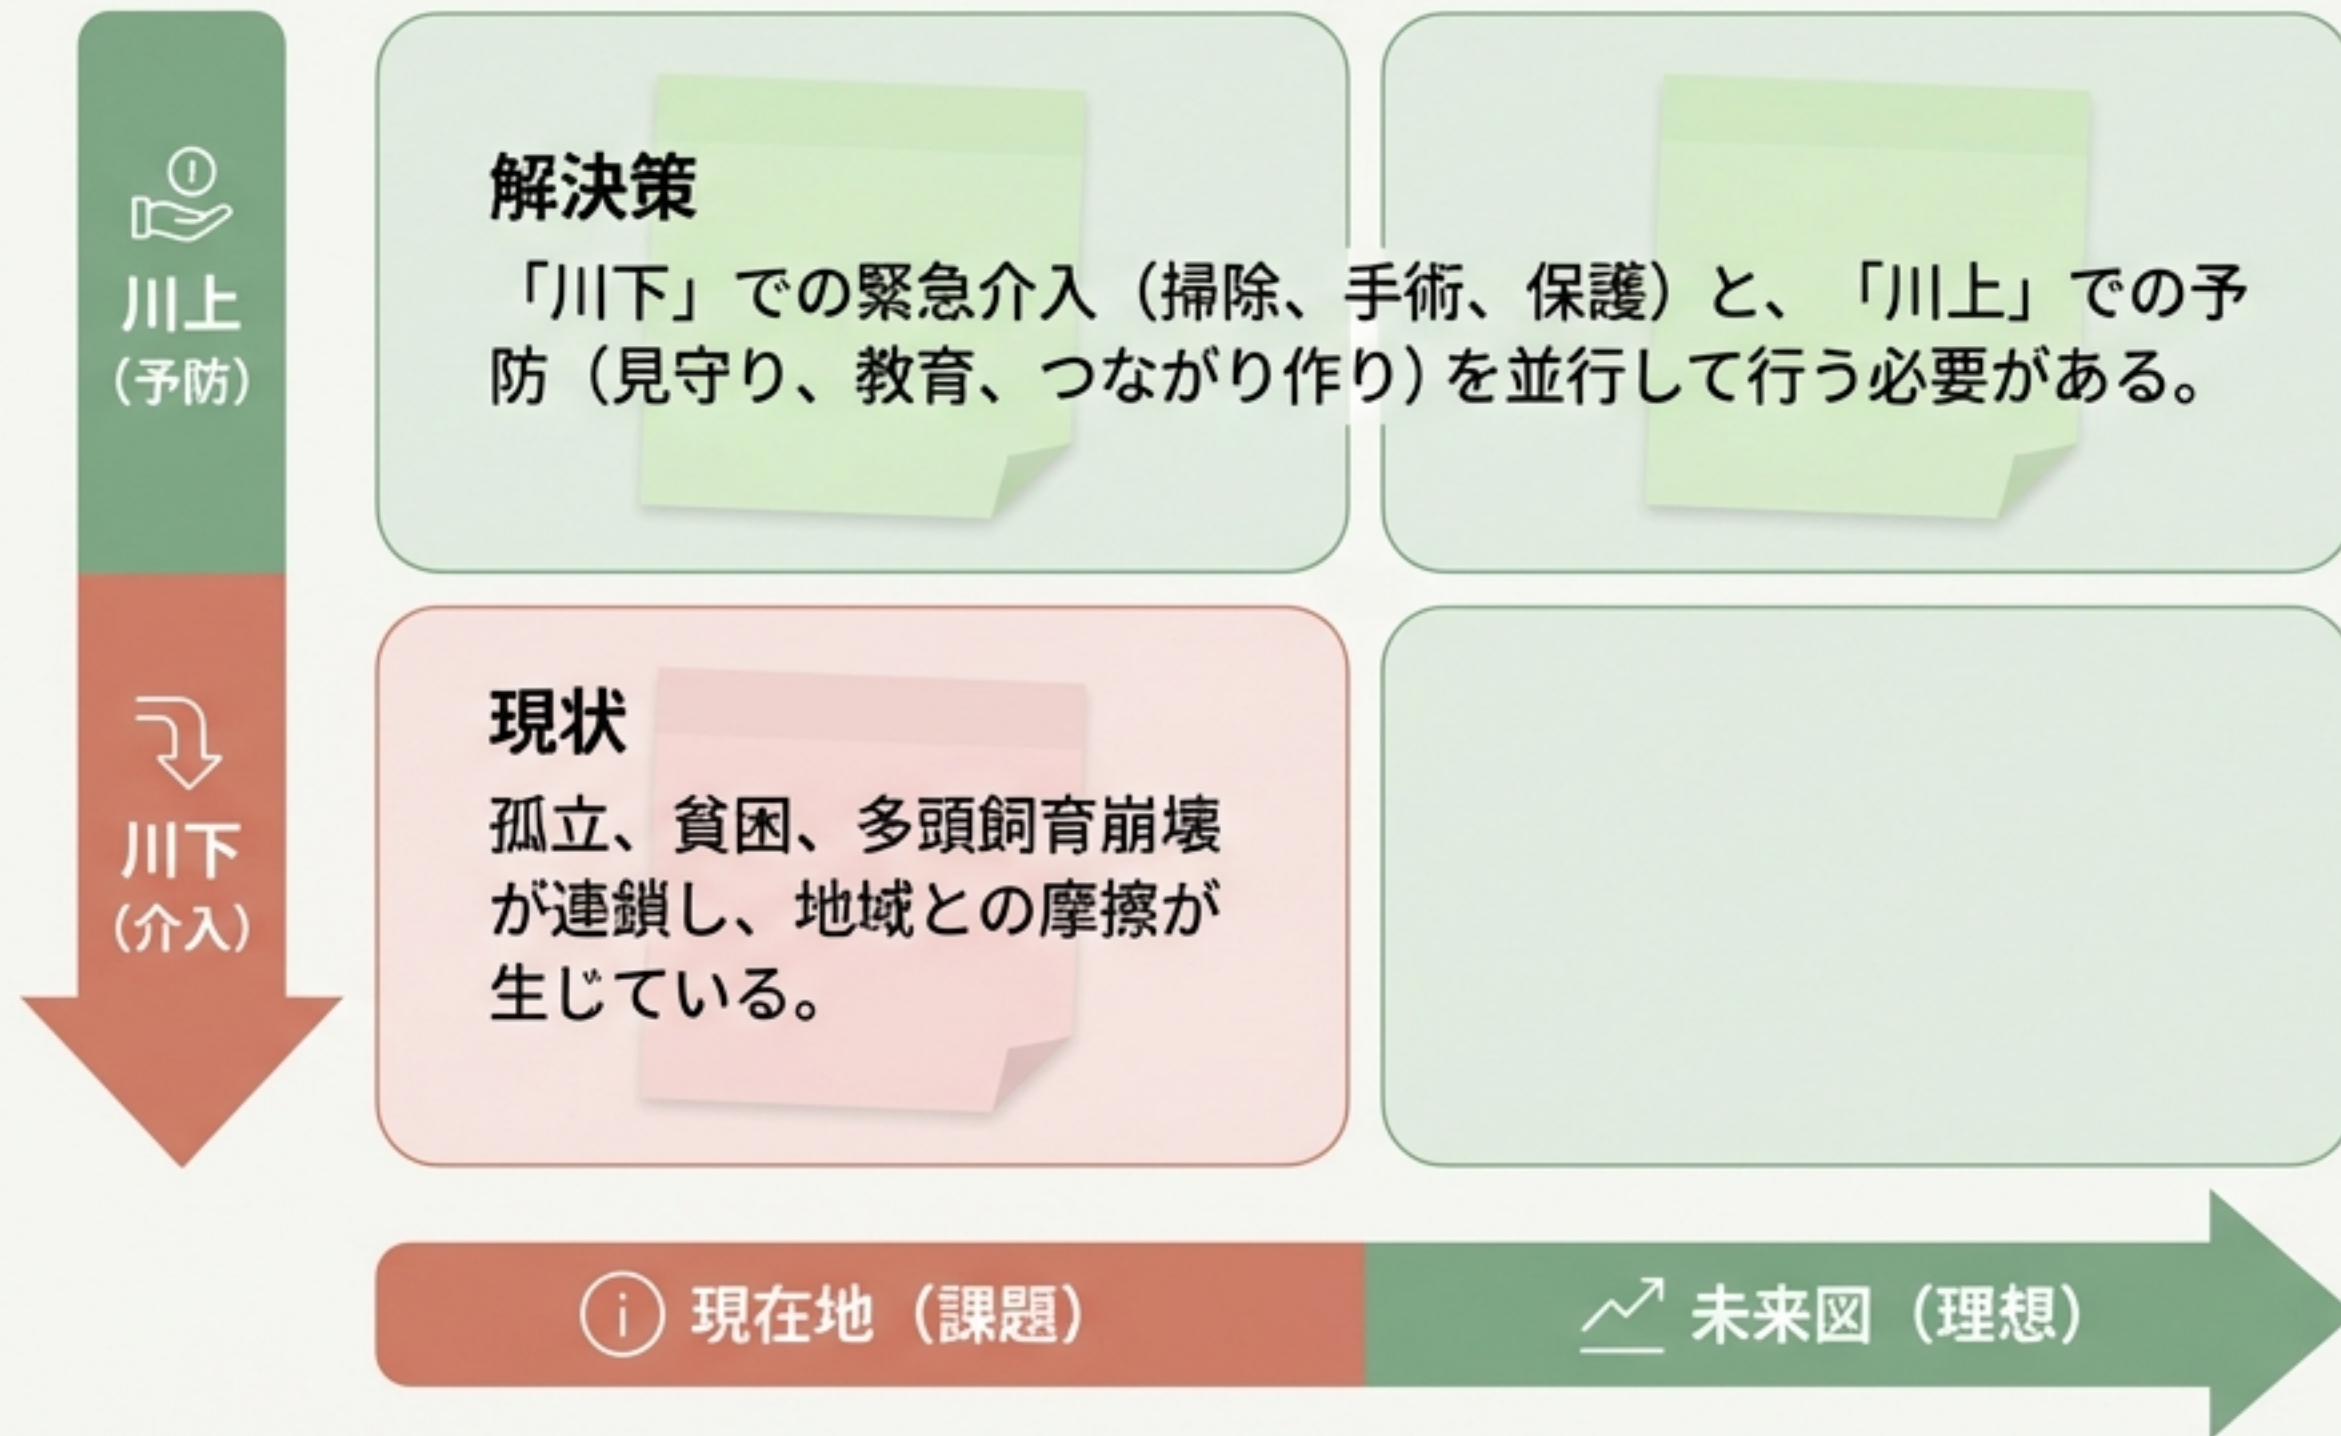 川上
（予防）
解決策
「川下」での緊急介入（掃除、手術、保護）と、「川上」での予
防（見守り、教育、つながり作り）を並行して行う必要がある。
川下
（介入）
現状
孤立、貧困、多頭飼育崩壊
が連鎖し、地域との摩擦が
生じている。
現在地（課題）
未来図（理想）